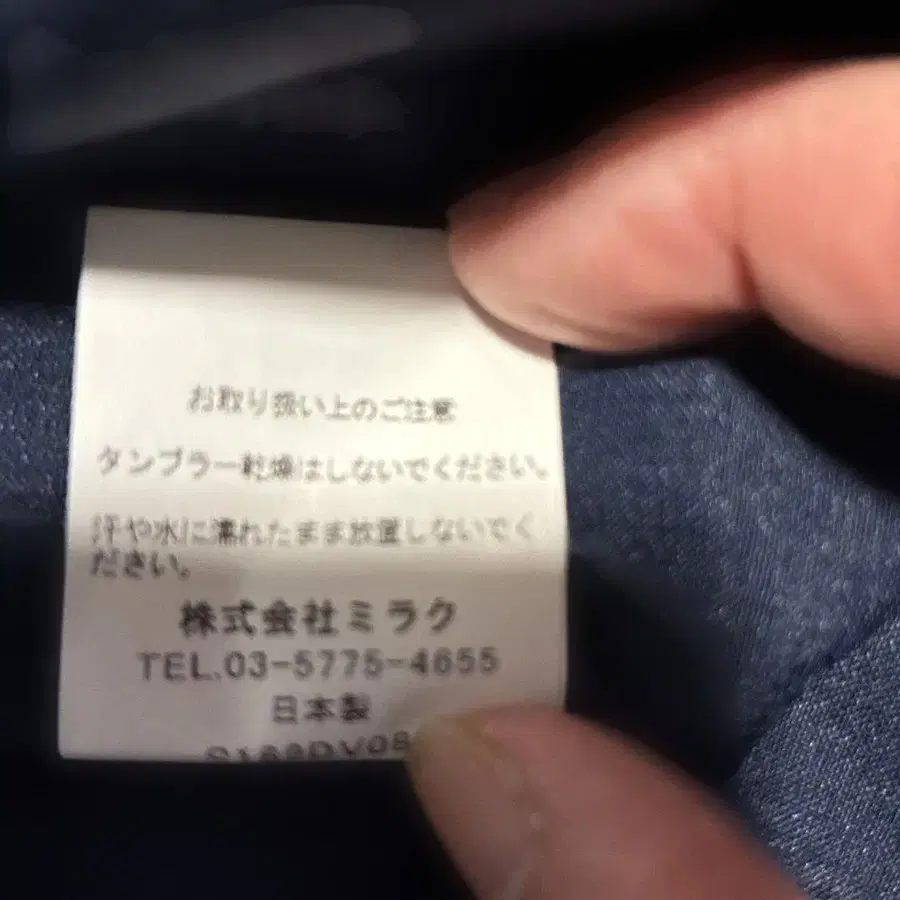 お取り扱い上のご注意
タンブラー乾燥はしないでください。
汗や水に濡れたまま放置しないでく
ださい。
株式会社ミラク
TEL.03-5775-4655
日本製